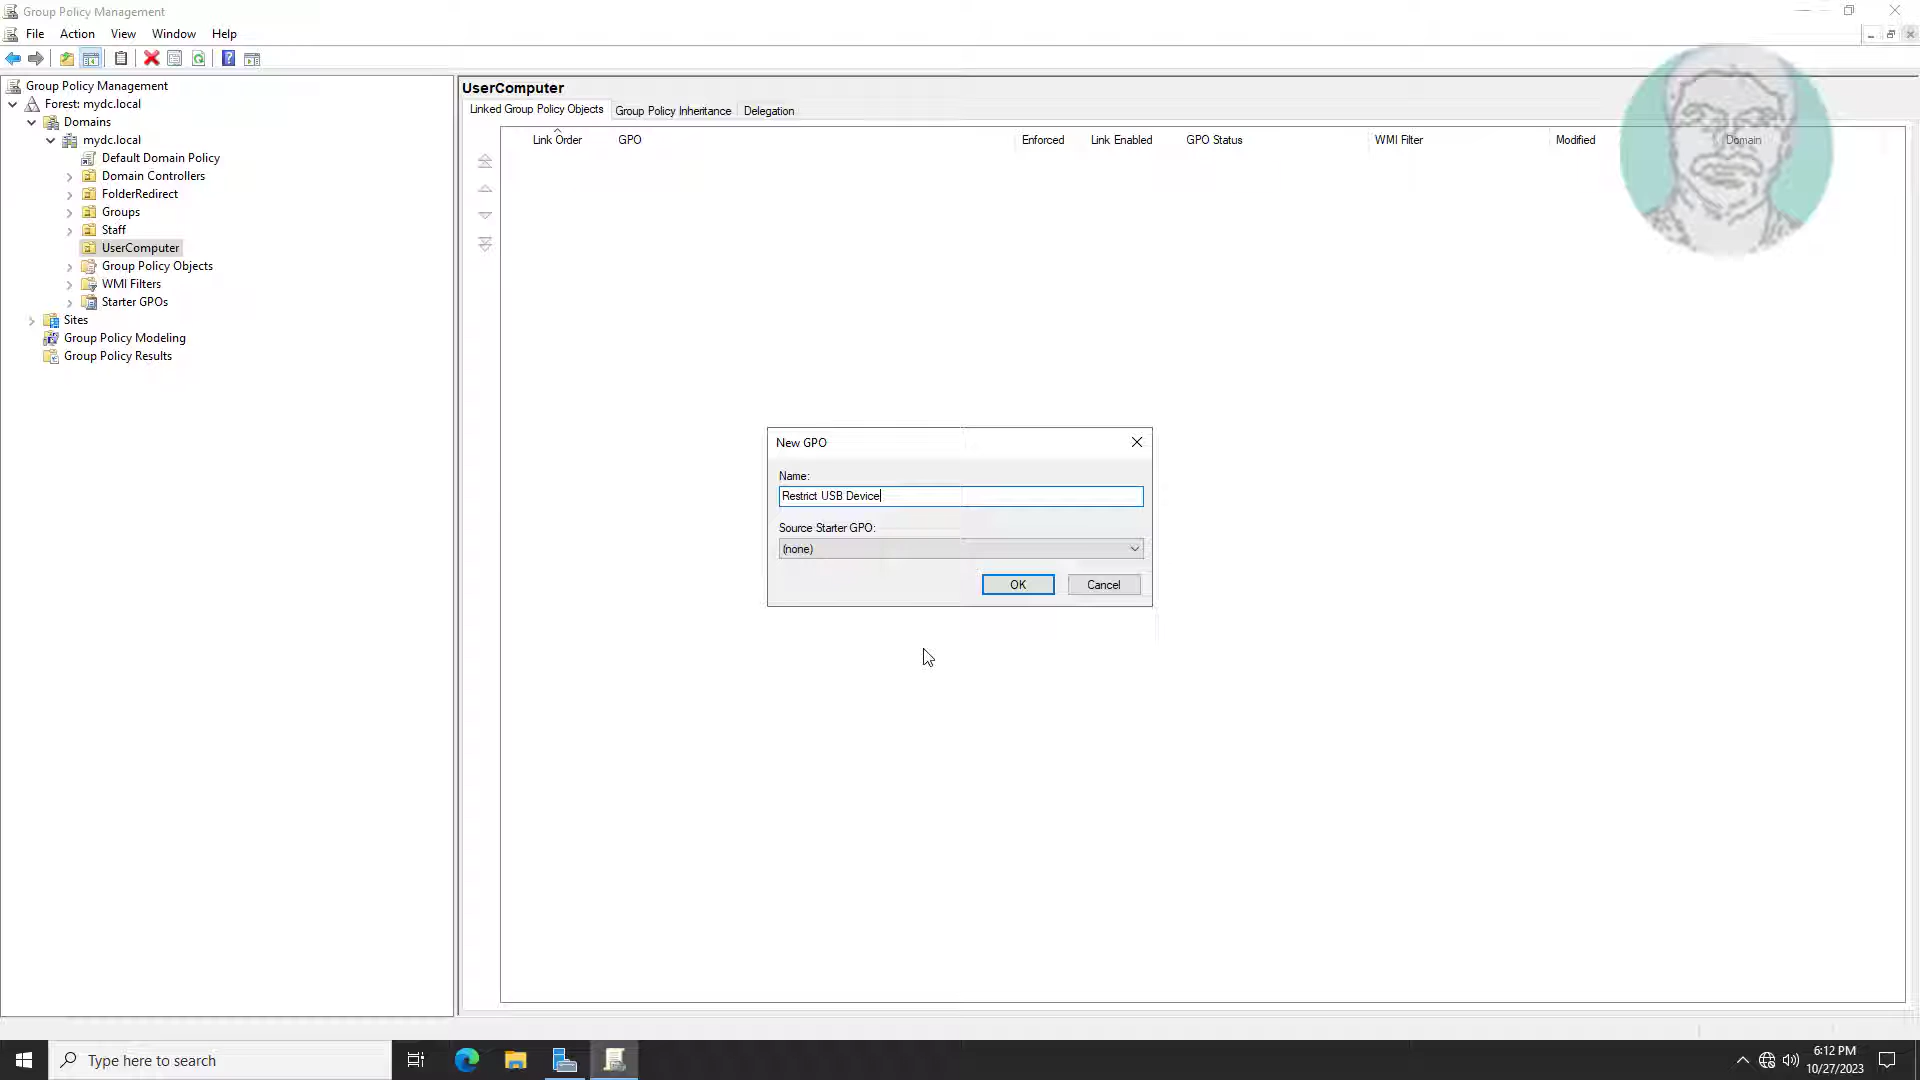 Group Policy Management
File Action View Window Help
Group Policy Management
Forest: mydc.local
Domains
mydc.local
Default Domain Policy
Domain Controllers
FolderRedirect
Groups
Staff
UserComputer
Group Policy Objects
WMI Filters
Starter GPOs
Sites
Group Policy Modeling
Group Policy Results
UserComputer
Linked Group Policy Objects Group Policy Inheritance Delegation
Link Order GPO Enforced Link Enabled GPO Status WMI Filter Modified Domain
New GPO
Name:
Restrict USB Device
Source Starter GPO:
(none)
OK Cancel
Type here to search
6:12 PM
10/27/2023